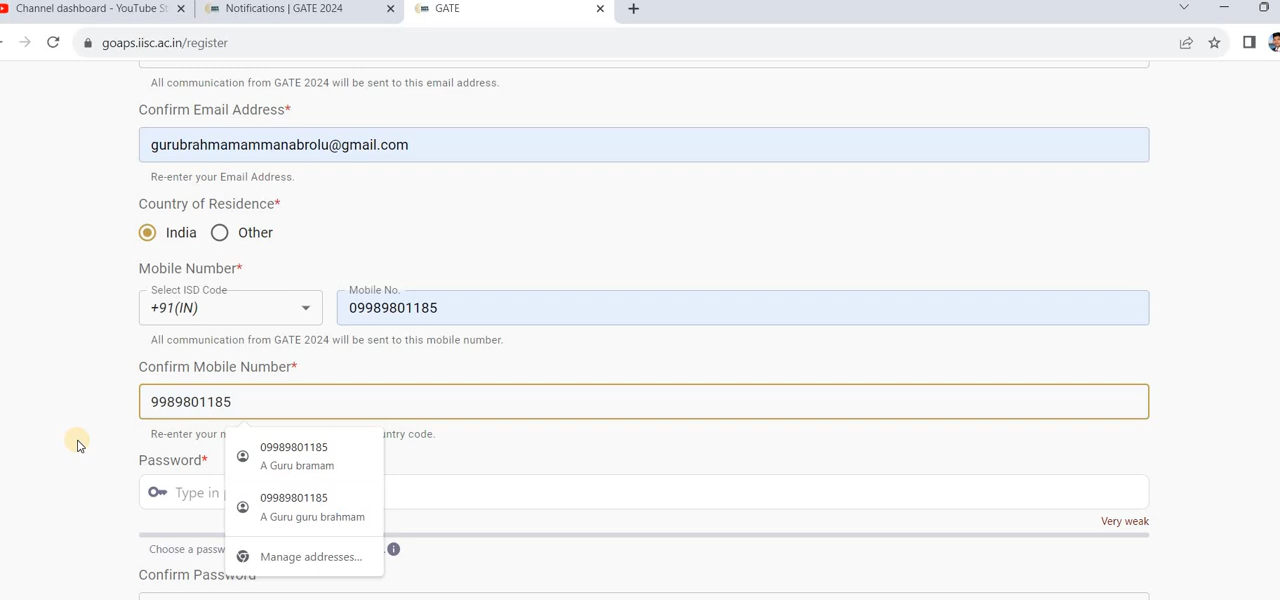 Channel dashboard - YouTube St
Notifications | GATE 2024
GATE
goaps.iisc.ac.in/register
All communication from GATE 2024 will be sent to this email address.
Confirm Email Address*
gurubrahmamammanabrolu@gmail.com
Re-enter your Email Address.
Country of Residence*
India Other
Mobile Number*
Select ISD Code Mobile No.
+91(IN) 09989801185
All communication from GATE 2024 will be sent to this mobile number.
Confirm Mobile Number*
9989801185
Re-enter your untry code.
09989801185
A Guru bramam
Password*
Type in
09989801185
A Guru guru brahmam
Very weak
Choose a passw
Manage addresses...
Confirm Password